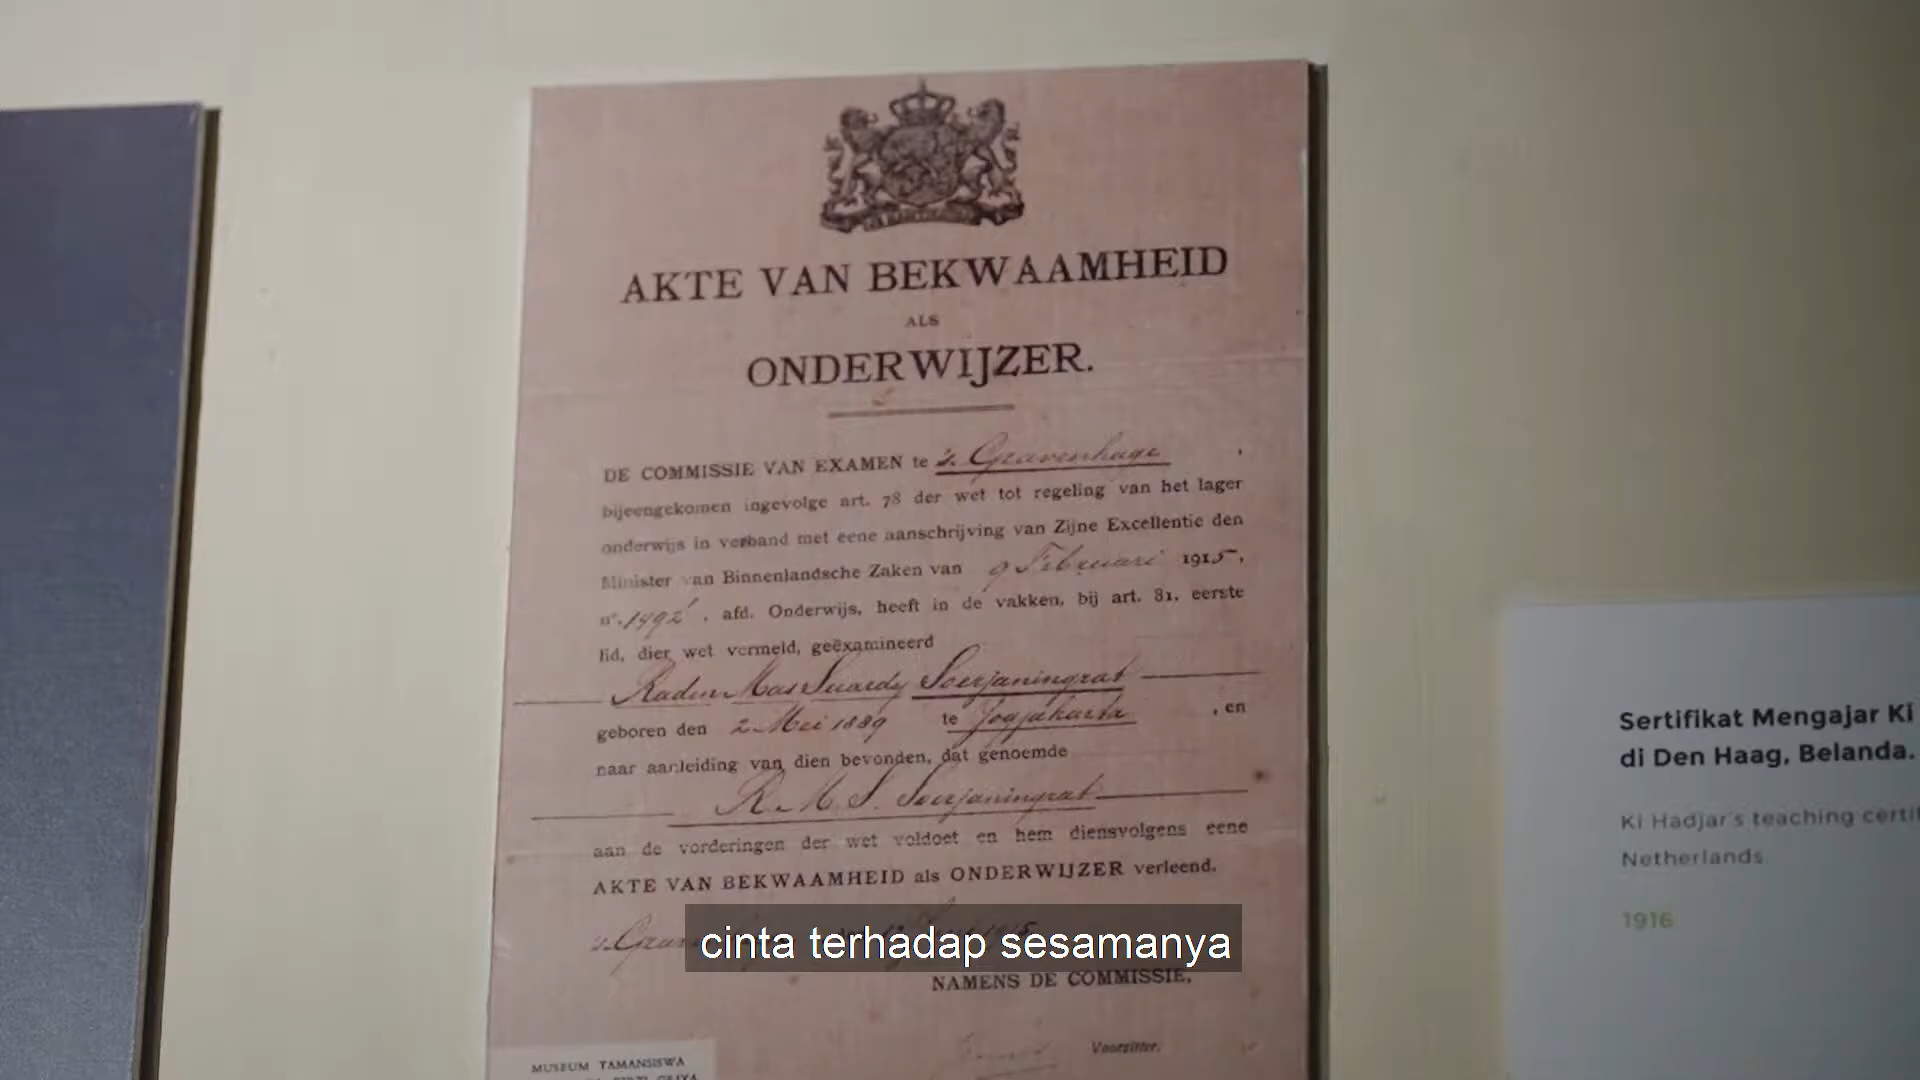 AKTE VAN BEKWAAMHEID
ALS
ONDERWIJZER.
DE COMMISSIE VAN EXAMEN te 's Gravenhage ,
bijeengekomen ingevolge art. 78 der wet tot regeling van het lager
onderwijs in verband met eene aanschrijving van Zijne Excellentie den
Minister van Binnenlandsche Zaken van 9 Februari 1915,
no. 1492 , afd. Onderwijs, heeft in de vakken, bij art. 81, eerste
lid, dier wet vermeld, geëxamineerd
Raden Mas Suardy Soerjaningrat
geboren den 2 Mei 1889 te Jogjakarta , en
naar aanleiding van dien bevonden, dat genoemde
R. M. S. Soerjaningrat
aan de vorderingen der wet voldoet en hem diensvolgens eene
AKTE VAN BEKWAAMHEID als ONDERWIJZER verleend.
cinta terhadap sesamanya
NAMENS DE COMMISSIE,
Voorzitter.
MUSEUM TAMANSISWA
Sertifikat Mengajar Ki
di Den Haag, Belanda.
Ki Hadjar's teaching
Netherlands
1916